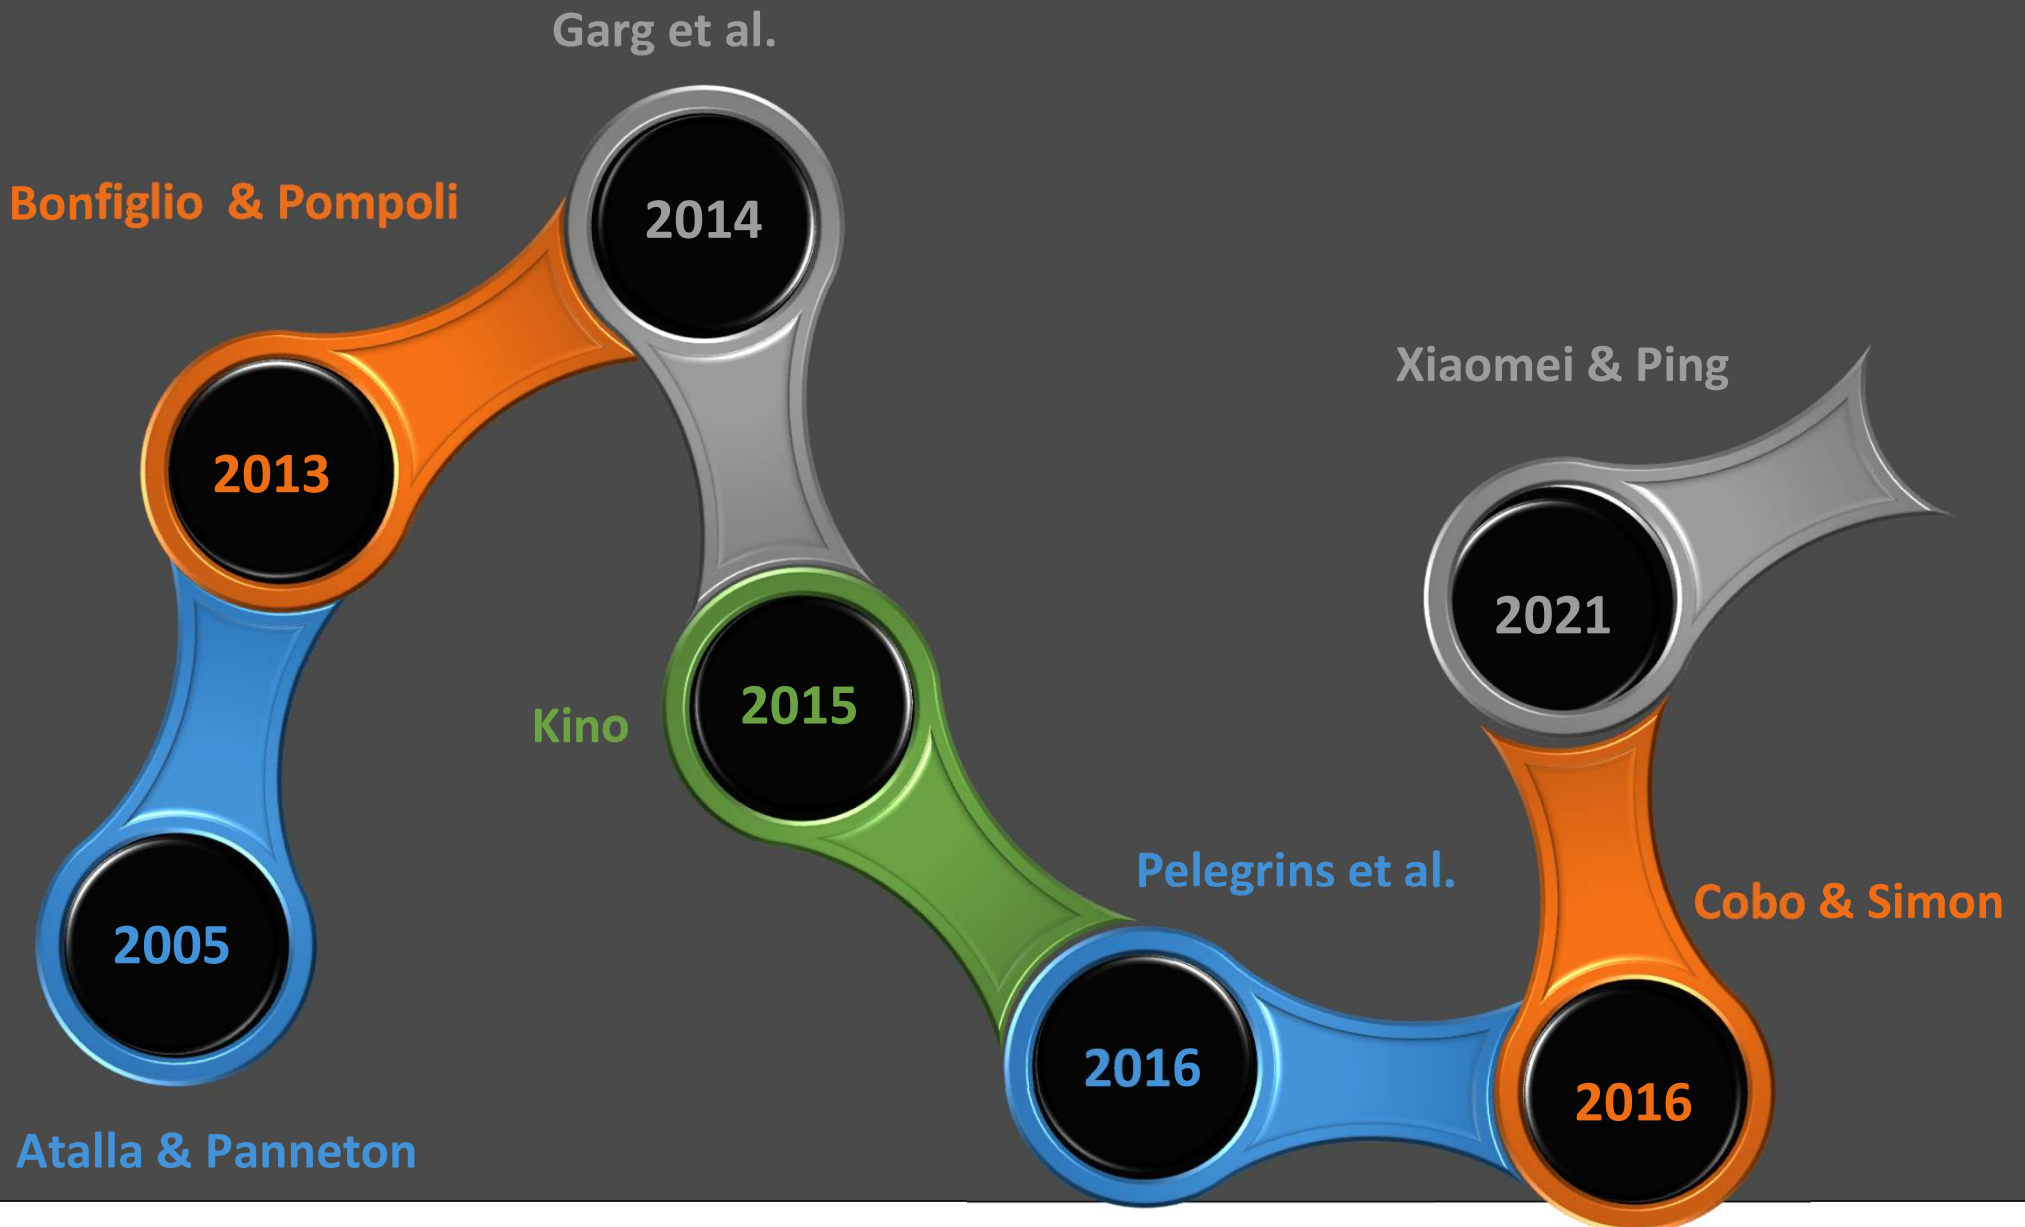 Garg et al.
2014
Bonfiglio & Pompoli
2013
Xiaomei & Ping
2021
Kino
2015
Pelegrins et al.
2016
Cobo & Simon
2016
2005
Atalla & Panneton